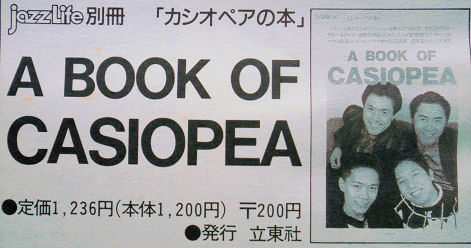 jazzLife別冊 「カシオペアの本」
A BOOK OF
CASIOPEA
●定価1,236円(本体1,200円) 〒200円
●発行 立東社
A BOOK OF
CASIOPEA